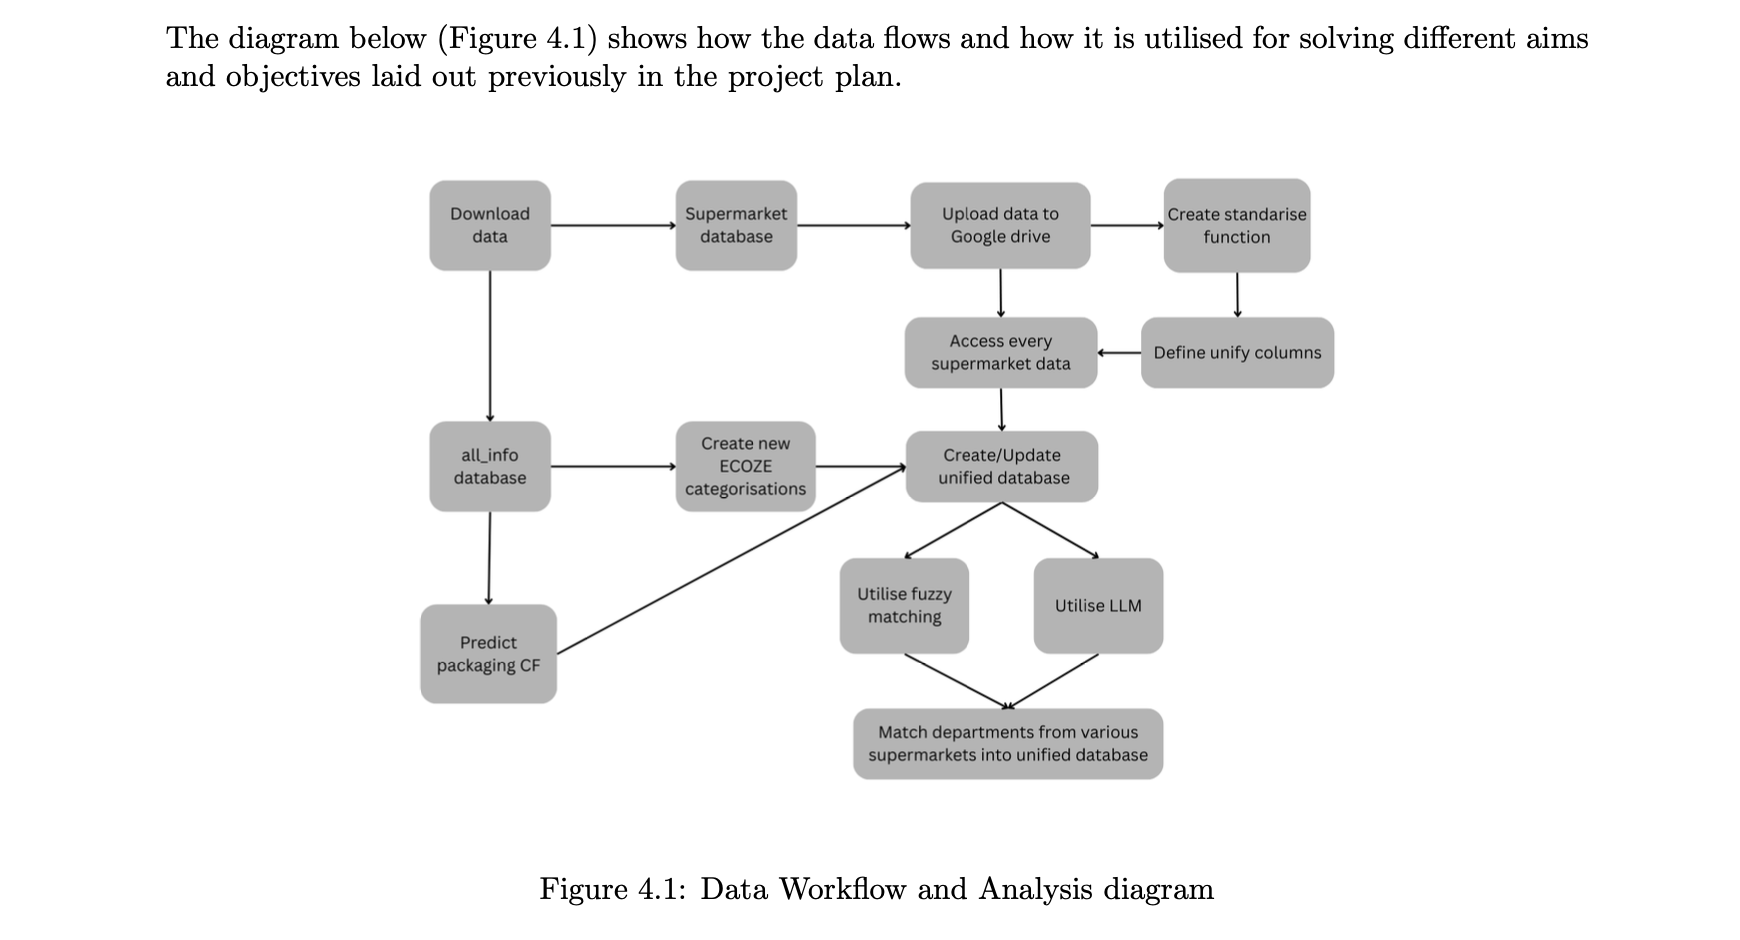 The diagram below (Figure 4.1) shows how the data flows and how it is utilised for solving different aims
and objectives laid out previously in the project plan.
Download
data
Supermarket
database
Upload data to
Google drive
Create standarise
function
Access every
supermarket data
Define unify columns
all_info
database
Create new
ECOZE
categorisations
Create/Update
unified database
Utilise fuzzy
matching
Utilise LLM
Predict
packaging CF
Match departments from various
supermarkets into unified database
Figure 4.1: Data Workflow and Analysis diagram